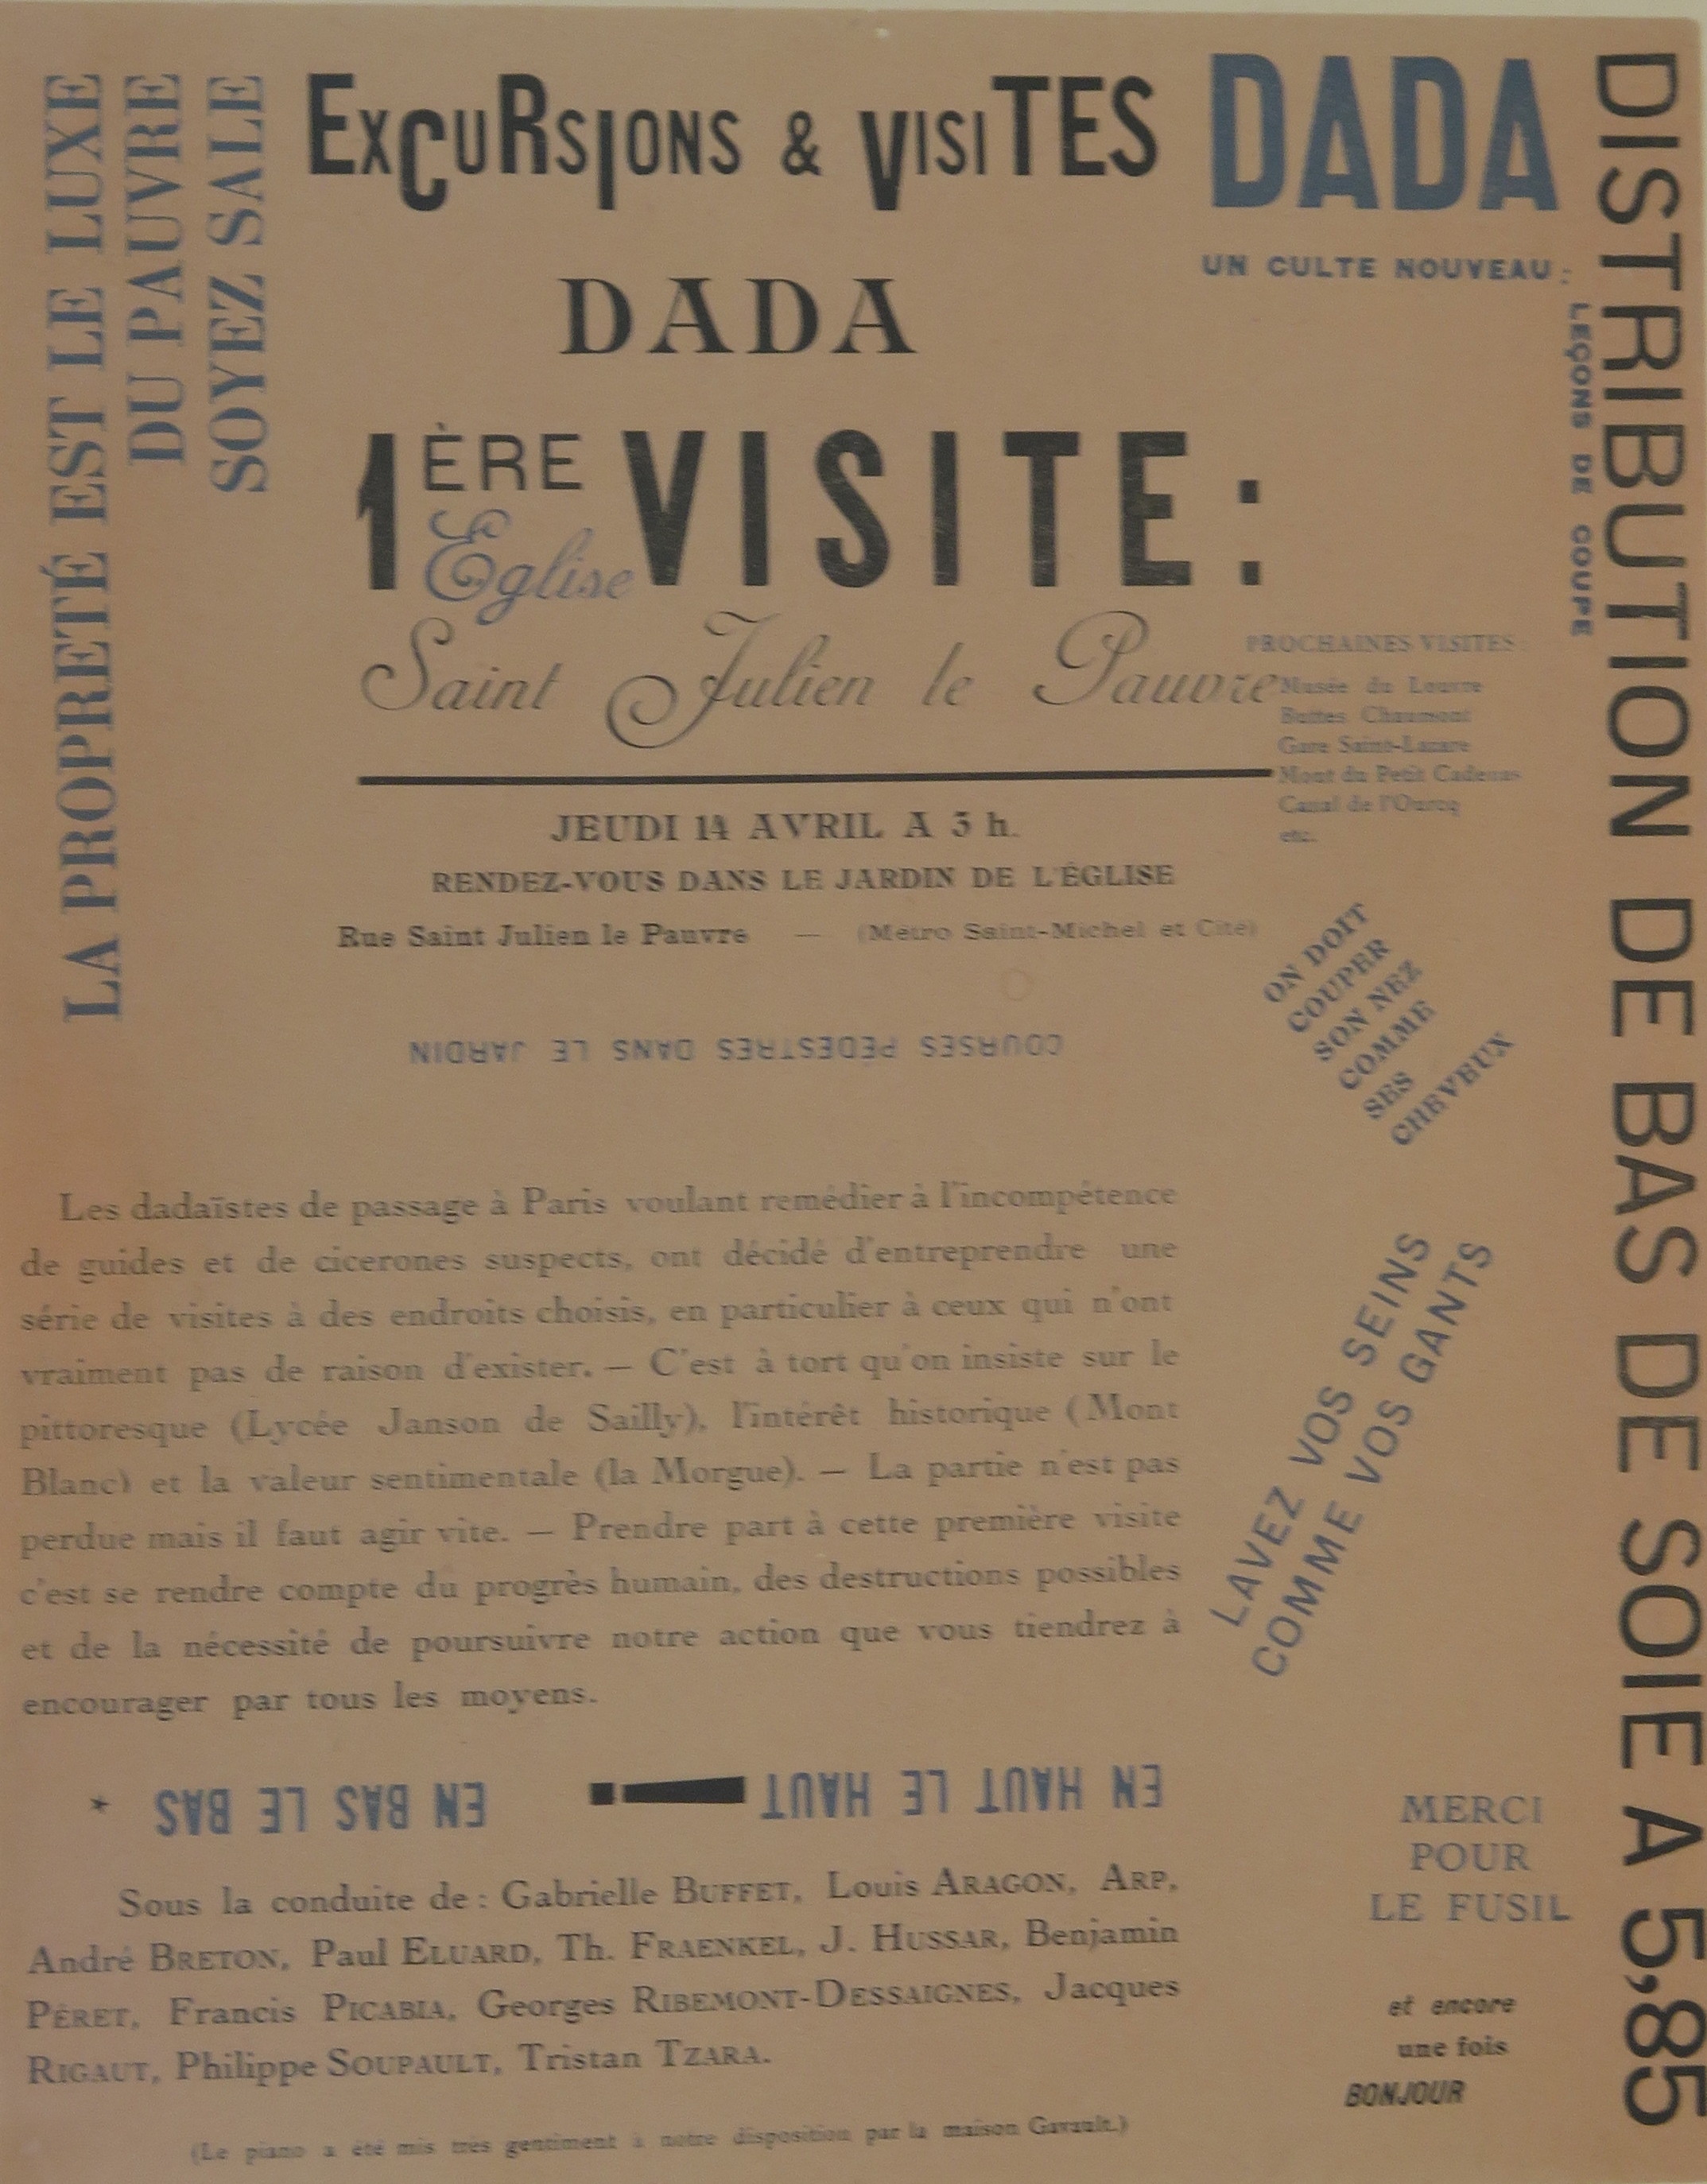 LA PROPRETÉ EST LE LUXE
DU PAUVRE
SOYEZ SALE
EXCURSIONS & VISITES
DADA
UN CULTE NOUVEAU :
LEÇONS DE COUPE
DISTRIBUTION DE BAS DE SOIE A 5,85
DADA
1ÈRE VISITE :
Eglise
Saint Julien le Pauvre
PROCHAINES VISITES :
Musée du Louvre
Buttes Chaumont
Gare Saint-Lazare
Mont du Petit Cadenas
Canal de l'Ourcq
etc.
JEUDI 14 AVRIL A 3 h.
RENDEZ-VOUS DANS LE JARDIN DE L'ÉGLISE
Rue Saint Julien le Pauvre — (Métro Saint-Michel et Cité)
ON DOIT
COUPER
SON NEZ
COMME
SES
CHEVEUX
COURSES PÉDESTRES DANS LE JARDIN
Les dadaïstes de passage à Paris voulant remédier à l'incompétence
de guides et de cicerones suspects, ont décidé d'entreprendre une
série de visites à des endroits choisis, en particulier à ceux qui n'ont
vraiment pas de raison d'exister. — C'est à tort qu'on insiste sur le
pittoresque (Lycée Janson de Sailly), l'intérêt historique (Mont
Blanc) et la valeur sentimentale (la Morgue). — La partie n'est pas
perdue mais il faut agir vite. — Prendre part à cette première visite
c'est se rendre compte du progrès humain, des destructions possibles
et de la nécessité de poursuivre notre action que vous tiendrez à
encourager par tous les moyens.
LAVEZ VOS SEINS
COMME VOS GANTS
EN HAUT LE HAUT ! EN BAS LE BAS *
Sous la conduite de : Gabrielle BUFFET, Louis ARAGON, ARP,
André BRETON, Paul ELUARD, Th. FRAENKEL, J. HUSSAR, Benjamin
PÉRET, Francis PICABIA, Georges RIBEMONT-DESSAIGNES, Jacques
RIGAUT, Philippe SOUPAULT, Tristan TZARA.
(Le piano a été mis très gentiment à notre disposition par la maison Gavault.)
MERCI
POUR
LE FUSIL
et encore
une fois
BONJOUR